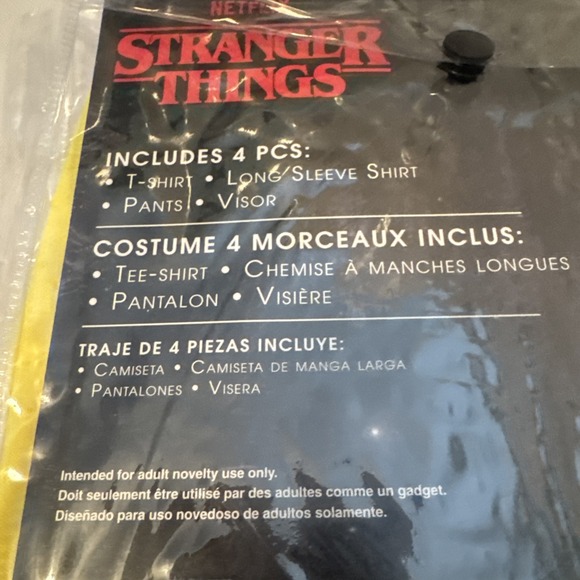 NETFLIX
STRANGER
THINGS
INCLUDES 4 PCS:
• T-SHIRT • LONG SLEEVE SHIRT
• PANTS • VISOR
COSTUME 4 MORCEAUX INCLUS:
• TEE-SHIRT • CHEMISE À MANCHES LONGUES
• PANTALON • VISIÈRE
TRAJE DE 4 PIEZAS INCLUYE:
• CAMISETA • CAMISETA DE MANGA LARGA
• PANTALONES • VISERA
Intended for adult novelty use only.
Doit seulement être utilisé par des adultes comme un gadget.
Diseñado para uso novedoso de adultos solamente.